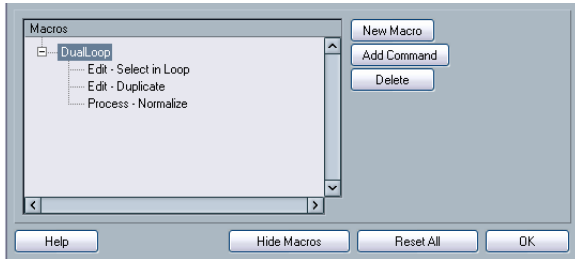 Macros
DualLoop
Edit - Select in Loop
Edit - Duplicate
Process - Normalize
New Macro
Add Command
Delete
Help
Hide Macros
Reset All
OK